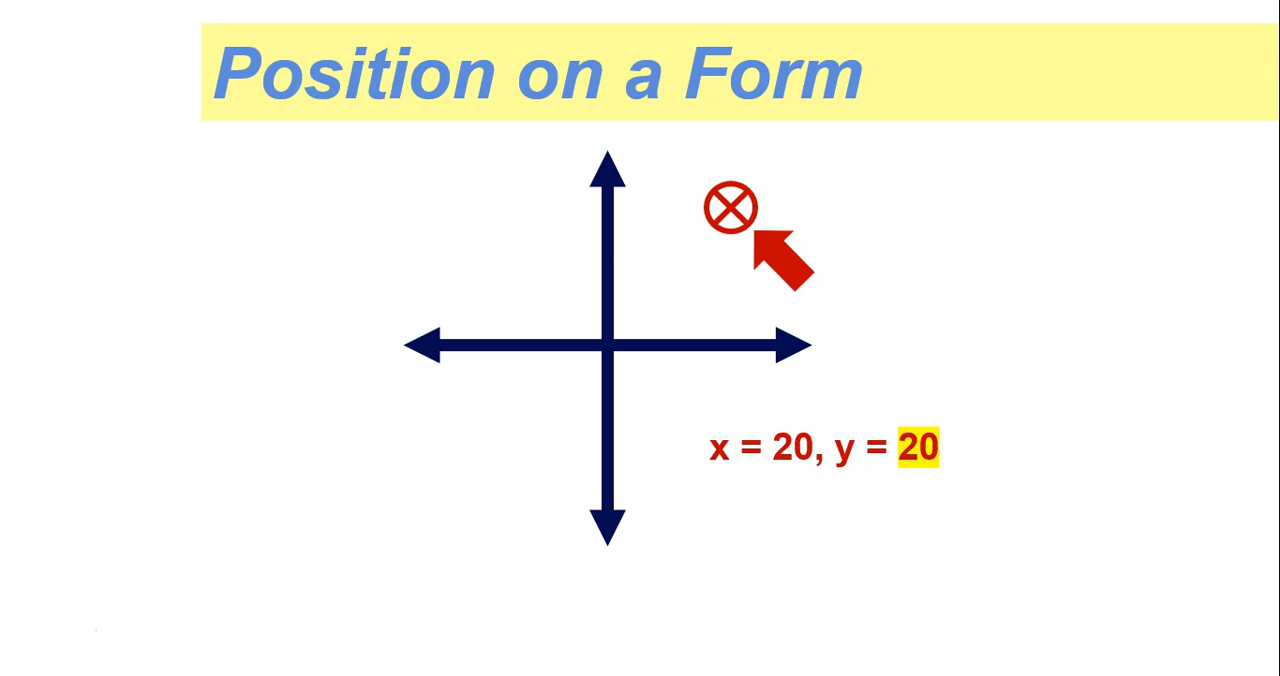 Position on a Form
x = 20, y = 20